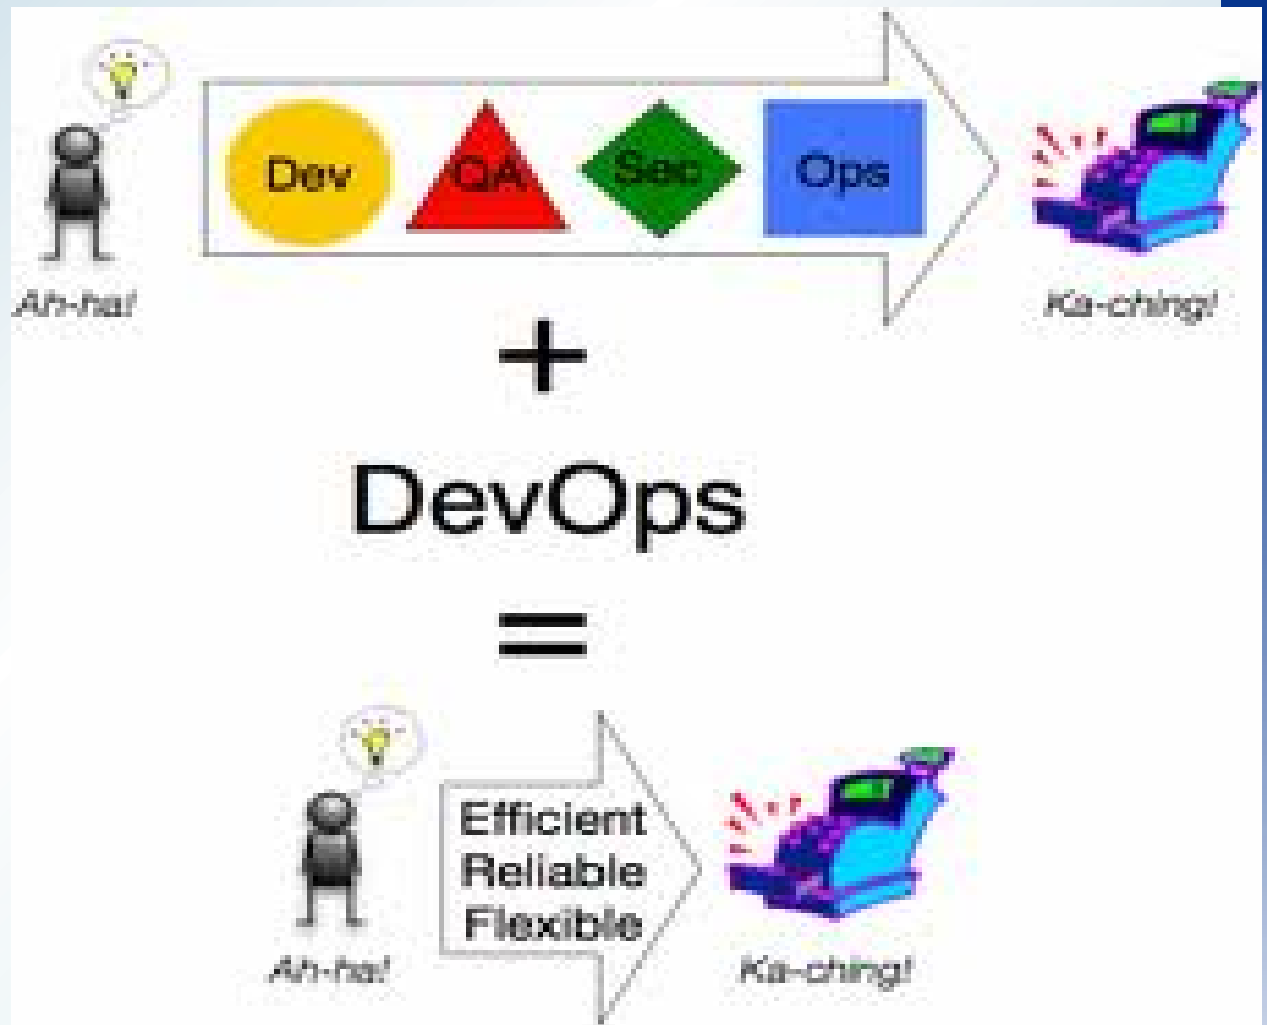 Dev QA Sec Ops
Ah-ha!
Ka-ching!
+
DevOps
=
Efficient
Reliable
Flexible
Ah-ha!
Ka-ching!